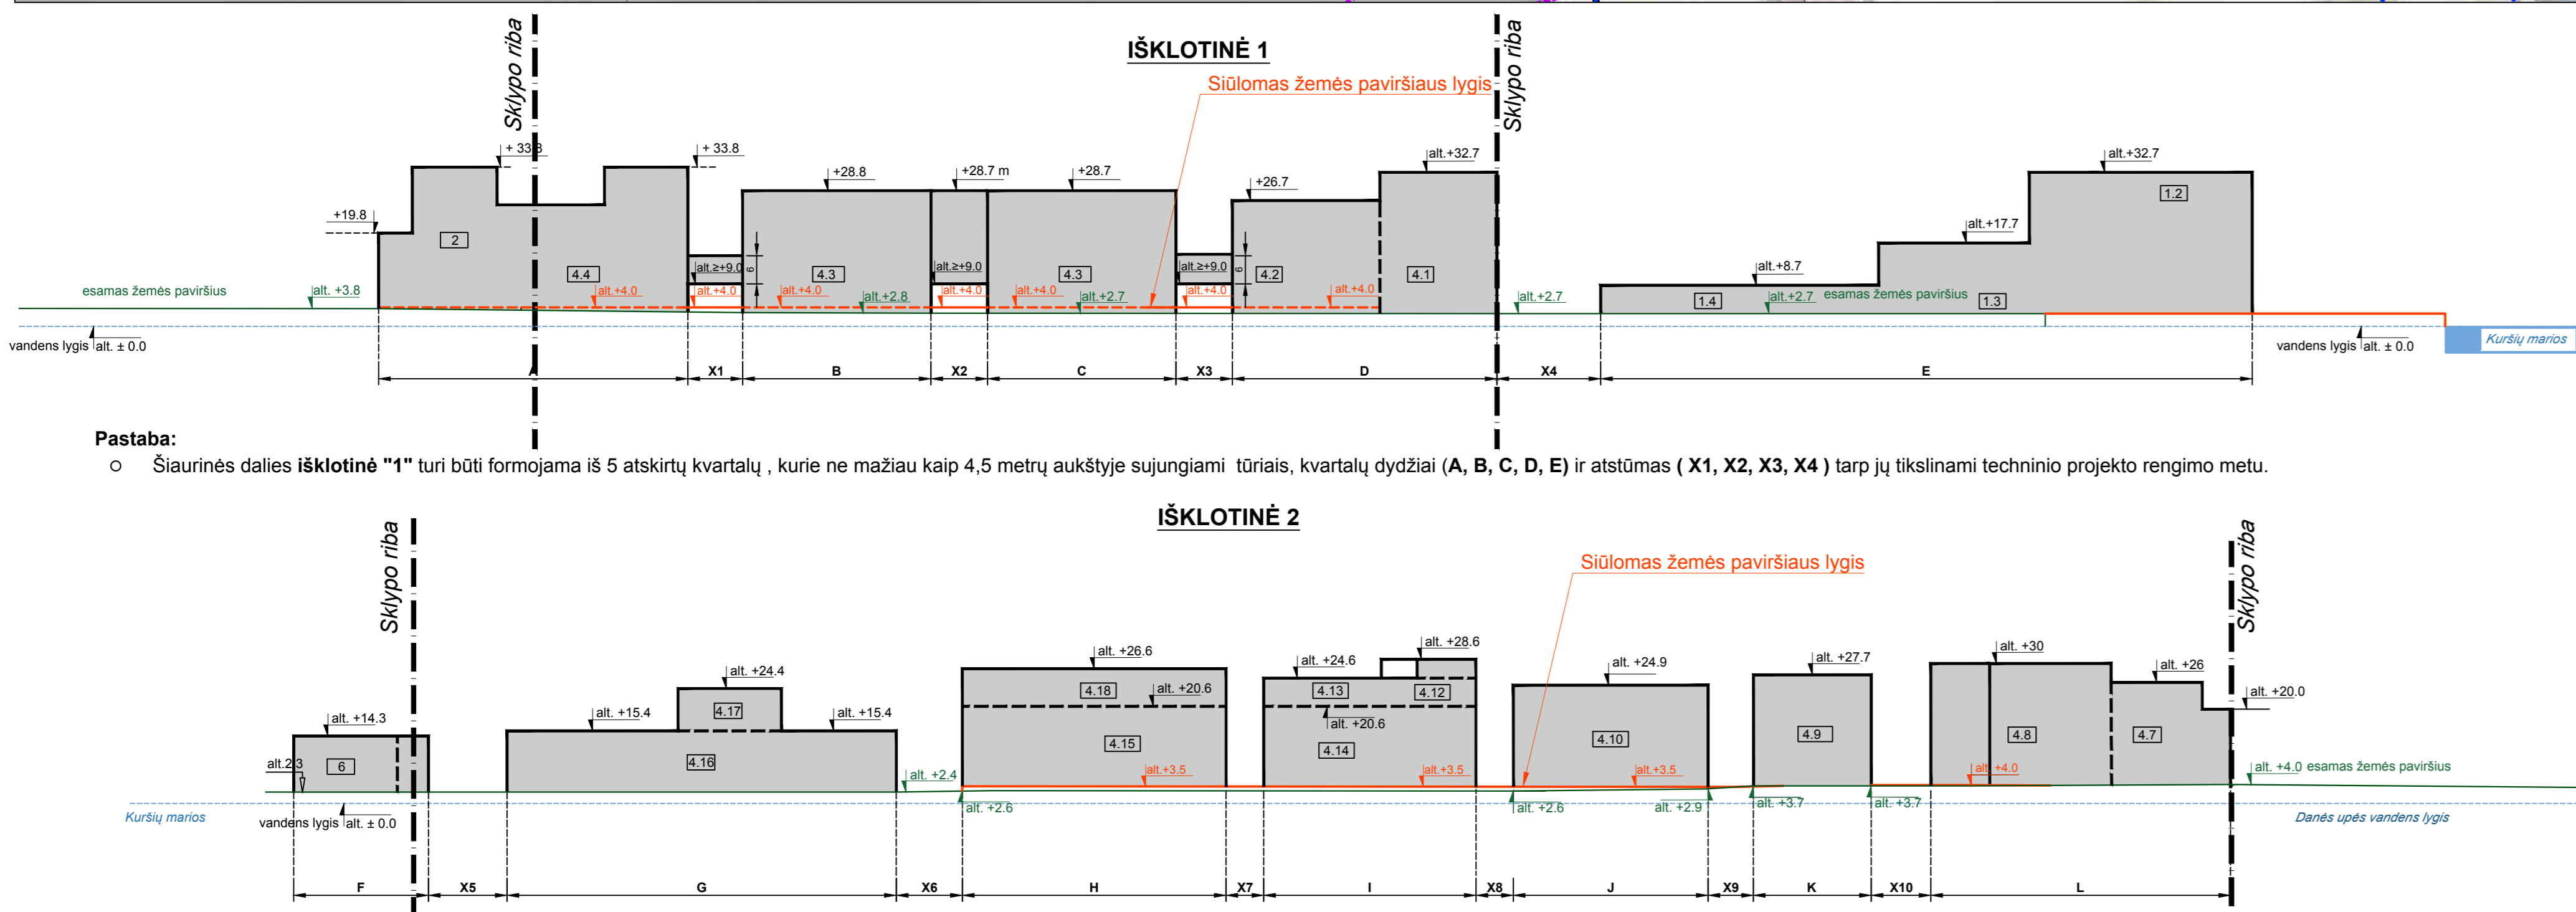 IŠKLOTINĖ 1
Sklypo riba
Sklypo riba
Siūlomas žemės paviršiaus lygis
+ 33.8
+ 33.8
+28.8
+28.7 m
+28.7
+26.7
alt.+32.7
alt.+32.7
+19.8
alt.+17.7
alt.+8.7
2
4.4
4.3
4.3
4.2
4.1
1.4
1.3
1.2
alt.≥+9.0
6
alt.≥+9.0
alt.≥+9.0
6
esamas žemės paviršius
alt. +3.8
alt.+4.0
alt.+4.0
alt.+4.0
alt.+2.8
alt.+4.0
alt.+4.0
alt.+2.7
alt.+4.0
alt.+4.0
alt.+2.7
alt.+2.7
esamas žemės paviršius
vandens lygis alt. ± 0.0
vandens lygis alt. ± 0.0
Kuršių marios
A X1 B X2 C X3 D X4 E
Pastaba:
○ Šiaurinės dalies išklotinė "1" turi būti formojama iš 5 atskirtų kvartalų , kurie ne mažiau kaip 4,5 metrų aukštyje sujungiami túriais, kvartalų dydžiai (A, B, C, D, E) ir atstūmas ( X1, X2, X3, X4 ) tarp jų tikslinami techninio projekto rengimo metu.
IŠKLOTINĖ 2
Sklypo riba
Sklypo riba
Siūlomas žemės paviršiaus lygis
alt. +14.3
alt. +15.4
alt. +24.4
alt. +15.4
alt. +26.6
alt. +20.6
alt. +24.6
alt. +28.6
alt. +20.6
alt. +24.9
alt. +27.7
alt. +30
alt. +26
alt. +20.0
6
4.17
4.16
4.18
4.15
4.13
4.12
4.14
4.10
4.9
4.8
4.7
alt.2.3
alt. +2.4
alt. +2.6
alt.+3.5
alt.+3.5
alt. +2.6
alt.+3.5
alt. +2.9
alt. +3.7
alt. +3.7
alt. +4.0
alt. +4.0 esamas žemės paviršius
Kuršių marios
vandens lygis alt. ± 0.0
Danės upės vandens lygis
F X5 G X6 H X7 I X8 J X9 K X10 L